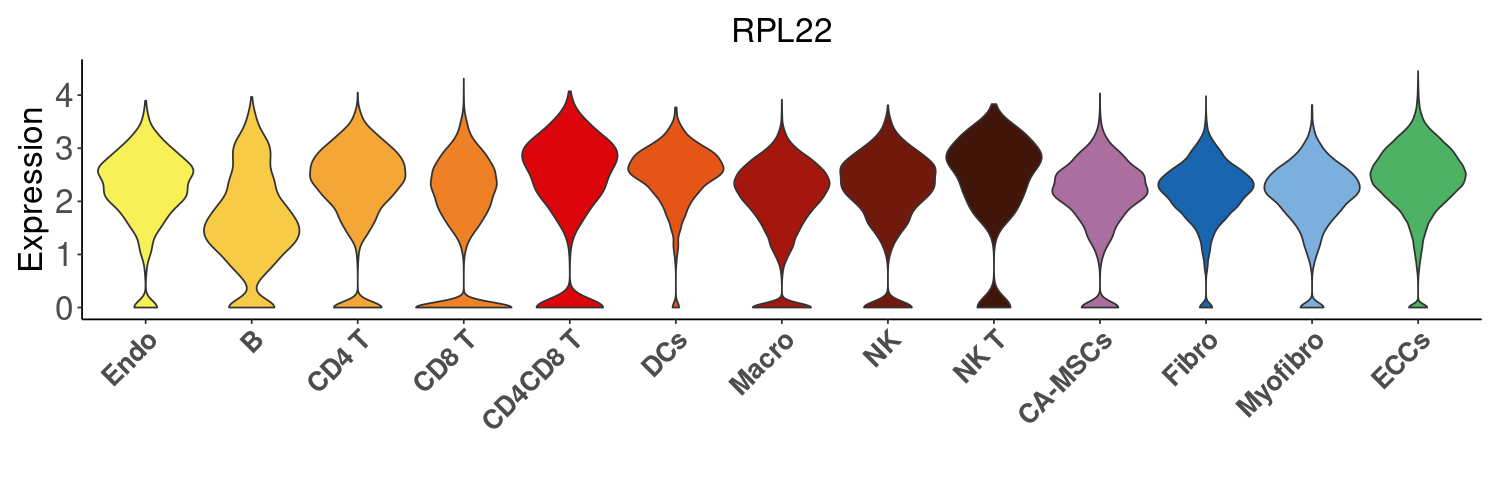 RPL22
Expression
4
3
2
1
0
Endo
B
CD4 T
CD8 T
CD4CD8 T
DCs
Macro
NK
NK T
CA-MSCs
Fibro
Myofibro
ECCs